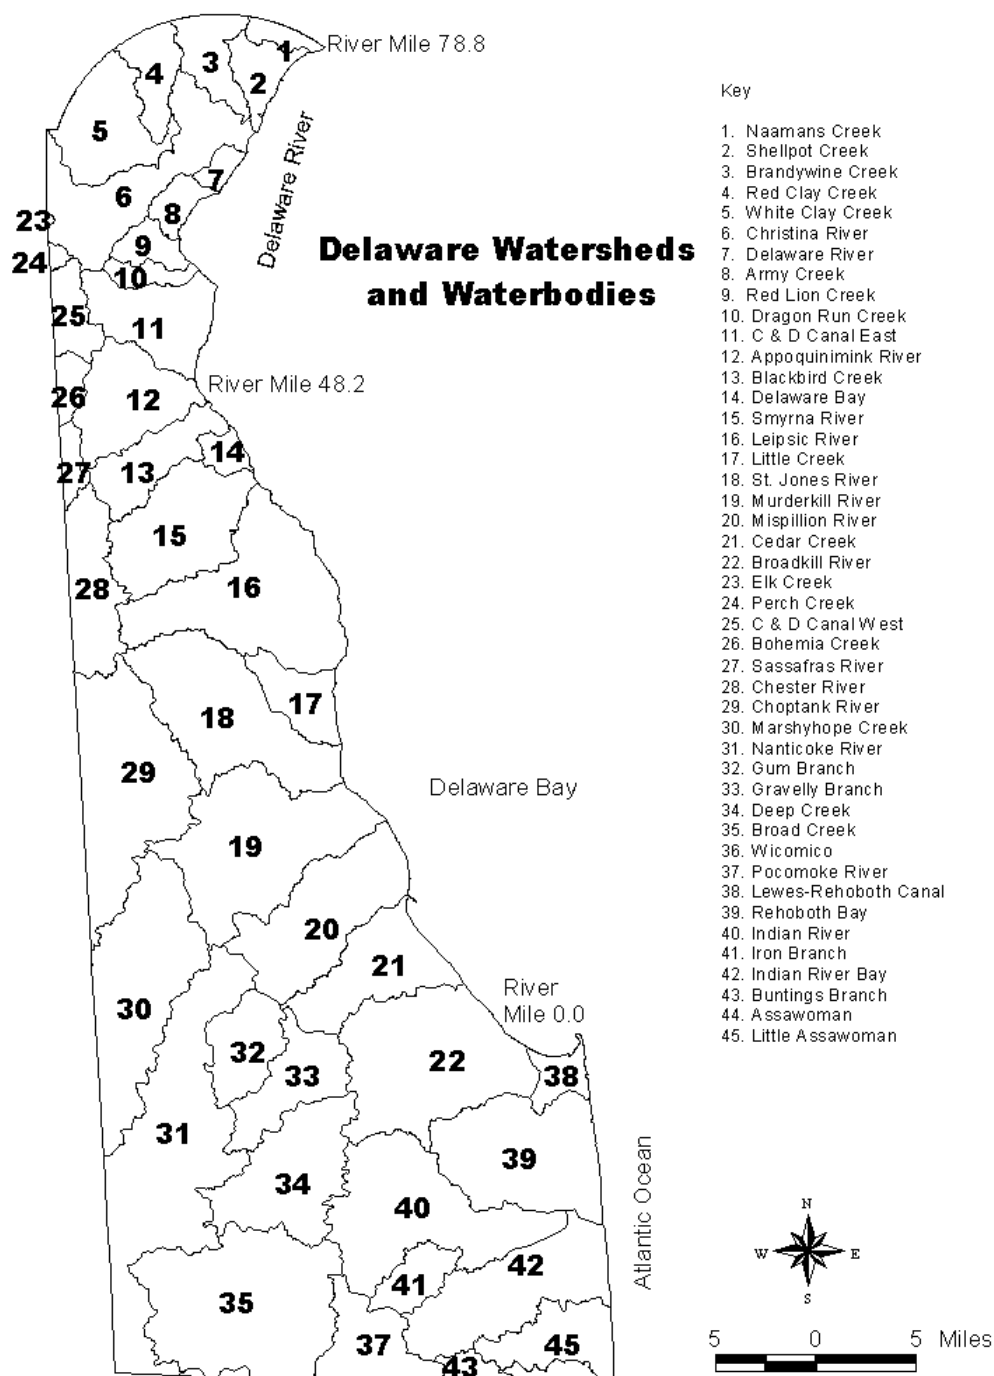 River Mile 78.8
Key
1. Naamans Creek
2. Shellpot Creek
3. Brandywine Creek
4. Red Clay Creek
5. White Clay Creek
6. Christina River
7. Delaware River
8. Army Creek
9. Red Lion Creek
10. Dragon Run Creek
11. C & D Canal East
12. Appoquinimink River
13. Blackbird Creek
14. Delaware Bay
15. Smyrna River
16. Leipsic River
17. Little Creek
18. St. Jones River
19. Murderkill River
20. Mispillion River
21. Cedar Creek
22. Broadkill River
23. Elk Creek
24. Perch Creek
25. C & D Canal West
26. Bohemia Creek
27. Sassafras River
28. Chester River
29. Choptank River
30. Marshyhope Creek
31. Nanticoke River
32. Gum Branch
33. Gravelly Branch
34. Deep Creek
35. Broad Creek
36. Wicomico
37. Pocomoke River
38. Lewes-Rehoboth Canal
39. Rehoboth Bay
40. Indian River
41. Iron Branch
42. Indian River Bay
43. Buntings Branch
44. Assawoman
45. Little Assawoman
Delaware River
Delaware Watersheds
and Waterbodies
River Mile 48.2
Delaware Bay
River
Mile 0.0
Atlantic Ocean
1
2
3
4
5
6
7
8
9
10
11
12
13
14
15
16
17
18
19
20
21
22
23
24
25
26
27
28
29
30
31
32
33
34
35
37
38
39
40
41
42
43
45
N
W E
S
5 0 5 Miles